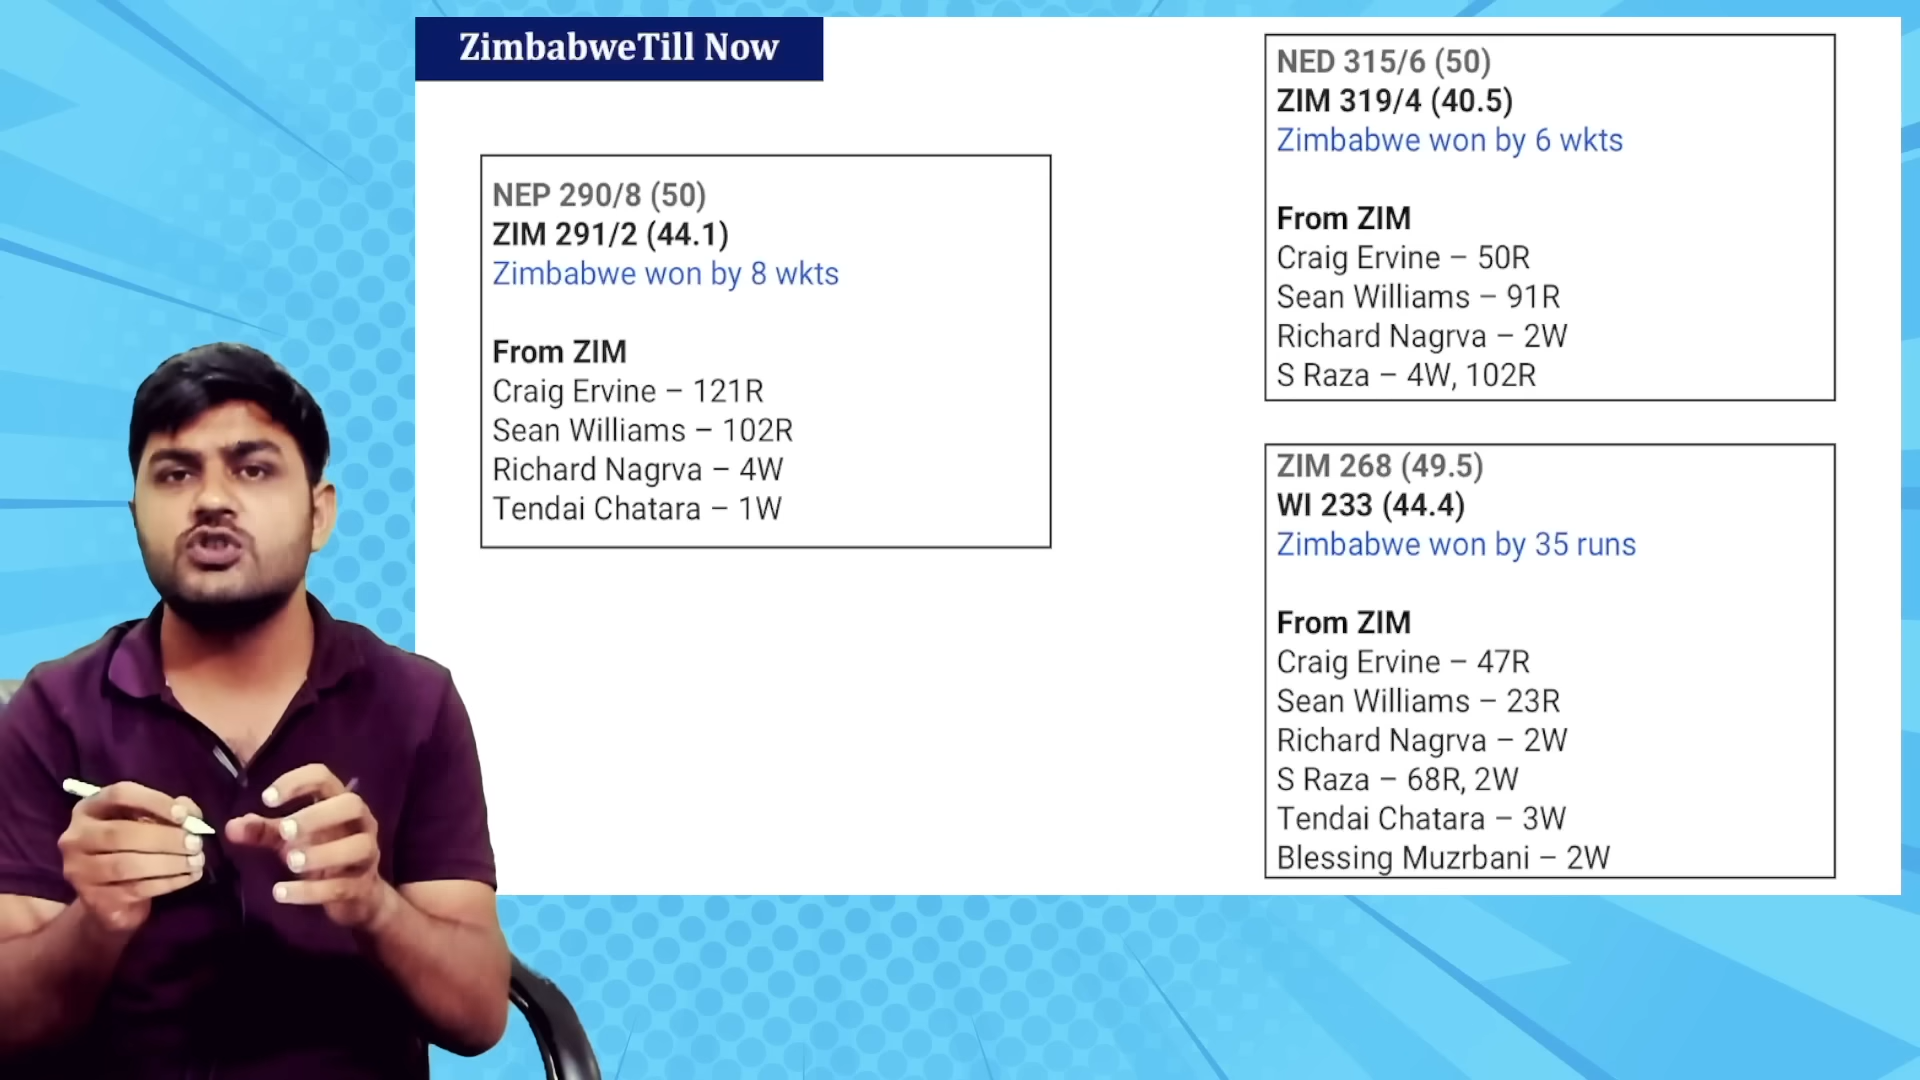 ZimbabweTill Now
NEP 290/8 (50)
ZIM 291/2 (44.1)
Zimbabwe won by 8 wkts
From ZIM
Craig Ervine – 121R
Sean Williams – 102R
Richard Nagrva – 4W
Tendai Chatara – 1W
NED 315/6 (50)
ZIM 319/4 (40.5)
Zimbabwe won by 6 wkts
From ZIM
Craig Ervine – 50R
Sean Williams – 91R
Richard Nagrva – 2W
S Raza – 4W, 102R
ZIM 268 (49.5)
WI 233 (44.4)
Zimbabwe won by 35 runs
From ZIM
Craig Ervine – 47R
Sean Williams – 23R
Richard Nagrva – 2W
S Raza – 68R, 2W
Tendai Chatara – 3W
Blessing Muzrbani – 2W